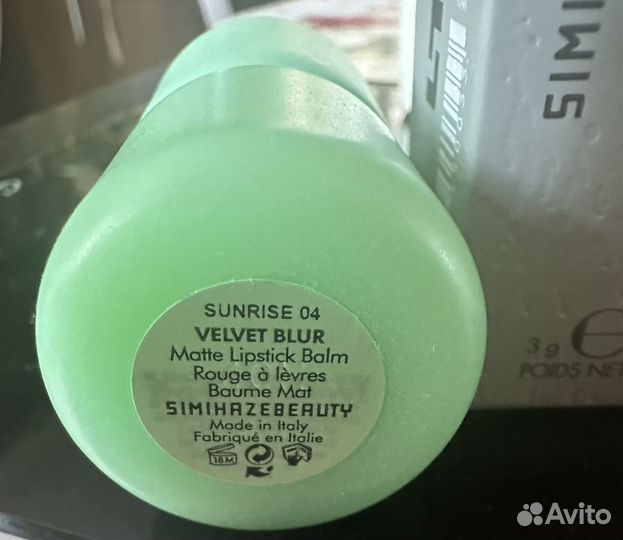 SUNRISE 04
VELVET BLUR
Matte Lipstick Balm
Rouge à lèvres
Baume Mat
SIMIHAZEBEAUTY
Made in Italy
Fabriqué en Italie
18M
SIMI
3 g e
POIDS NET
Avito